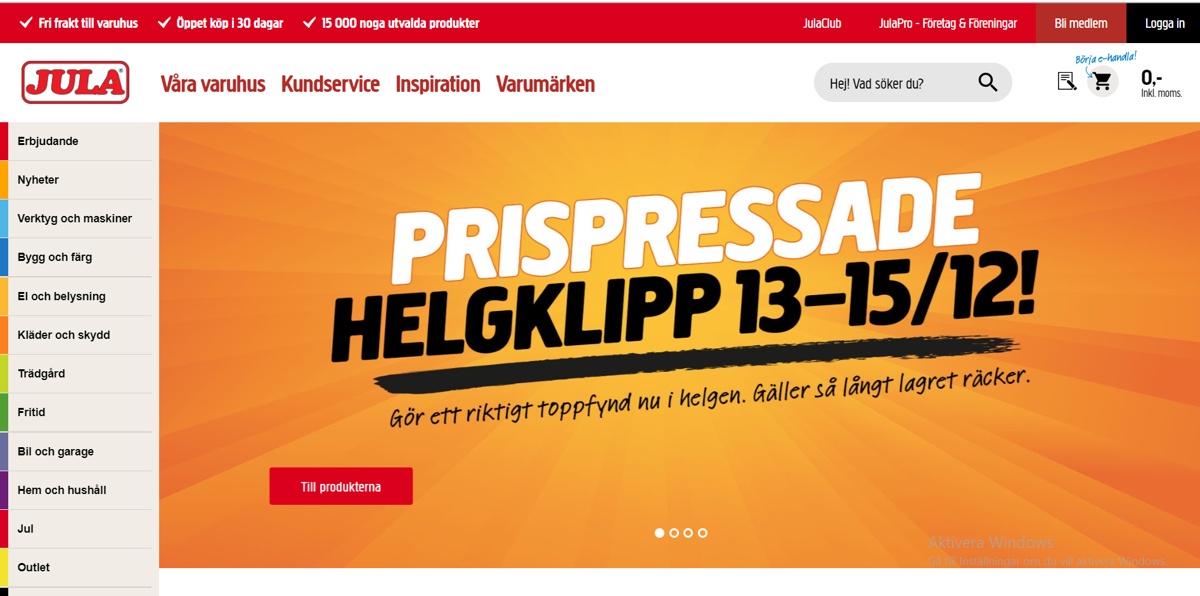 Fri frakt till varuhus
Öppet köp i 30 dagar
15 000 noga utvalda produkter
JulaClub
JulaPro - Företag & Föreningar
Bli medlem
Logga in
JULA®
Våra varuhus
Kundservice
Inspiration
Varumärken
Hej! Vad söker du?
Börja e-handla!
0,-
Inkl. moms.
Erbjudande
Nyheter
Verktyg och maskiner
Bygg och färg
El och belysning
Kläder och skydd
Trädgård
Fritid
Bil och garage
Hem och hushåll
Jul
Outlet
PRISPRESSADE
HELGKLIPP 13–15/12!
Gör ett riktigt toppfynd nu i helgen. Gäller så långt lagret räcker.
Till produkterna
Aktivera Windows
Gå till Inställningar om du vill aktivera Windows.